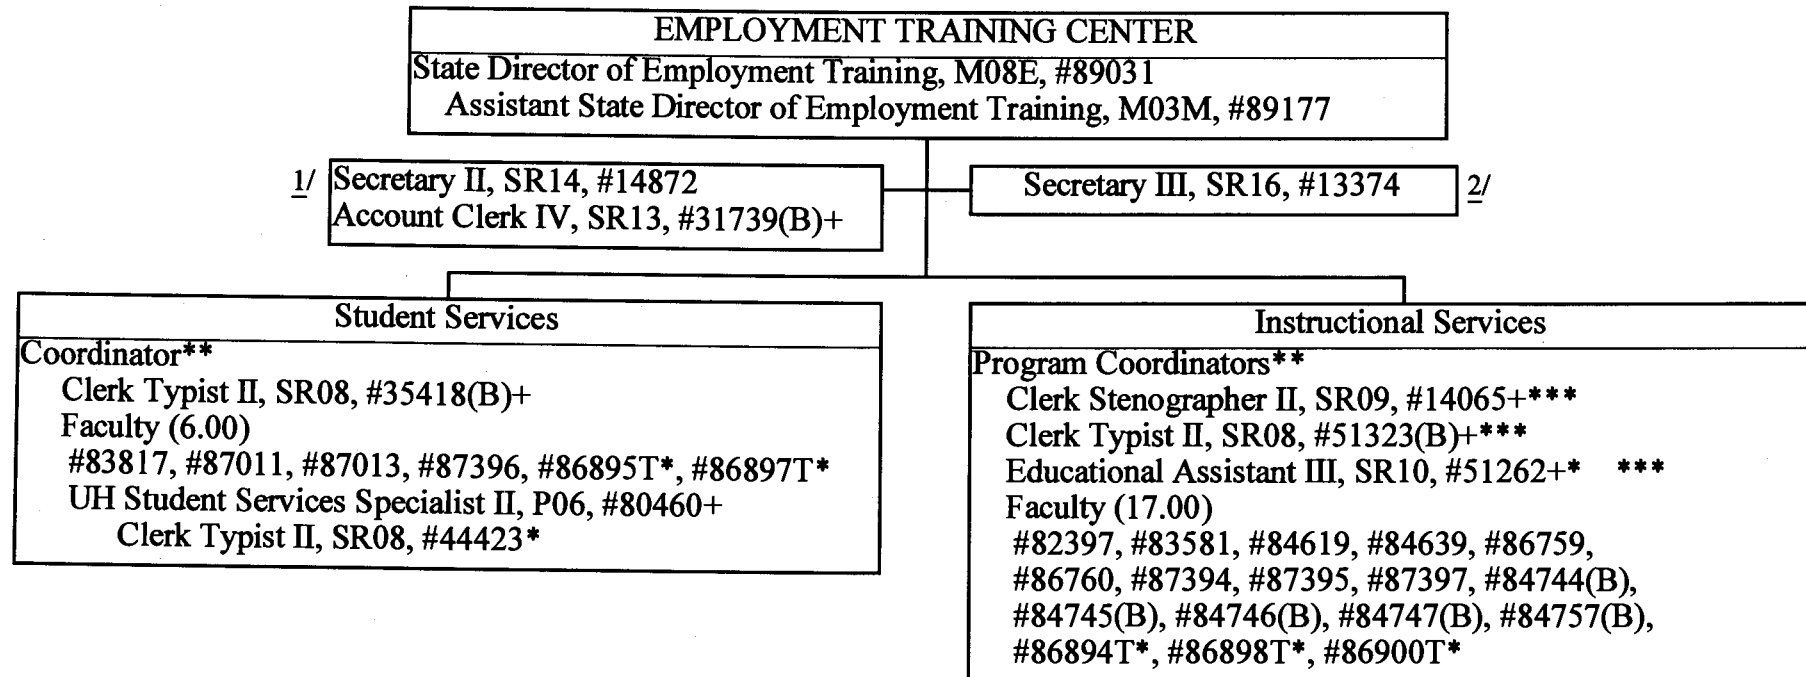 EMPLOYMENT TRAINING CENTER
State Director of Employment Training, M08E, #89031
Assistant State Director of Employment Training, M03M, #89177
1/
Secretary II, SR14, #14872
Account Clerk IV, SR13, #31739(B)+
Secretary III, SR16, #13374
2/
Student Services
Coordinator**
Clerk Typist II, SR08, #35418(B)+
Faculty (6.00)
#83817, #87011, #87013, #87396, #86895T*, #86897T*
UH Student Services Specialist II, P06, #80460+
Clerk Typist II, SR08, #44423*
Instructional Services
Program Coordinators**
Clerk Stenographer II, SR09, #14065+***
Clerk Typist II, SR08, #51323(B)+***
Educational Assistant III, SR10, #51262+* ***
Faculty (17.00)
#82397, #83581, #84619, #84639, #86759,
#86760, #87394, #87395, #87397, #84744(B),
#84745(B), #84746(B), #84747(B), #84757(B),
#86894T*, #86898T*, #86900T*